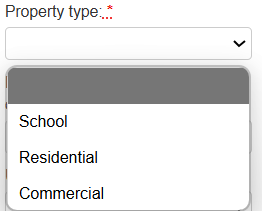 Property type: *
School
Residential
Commercial